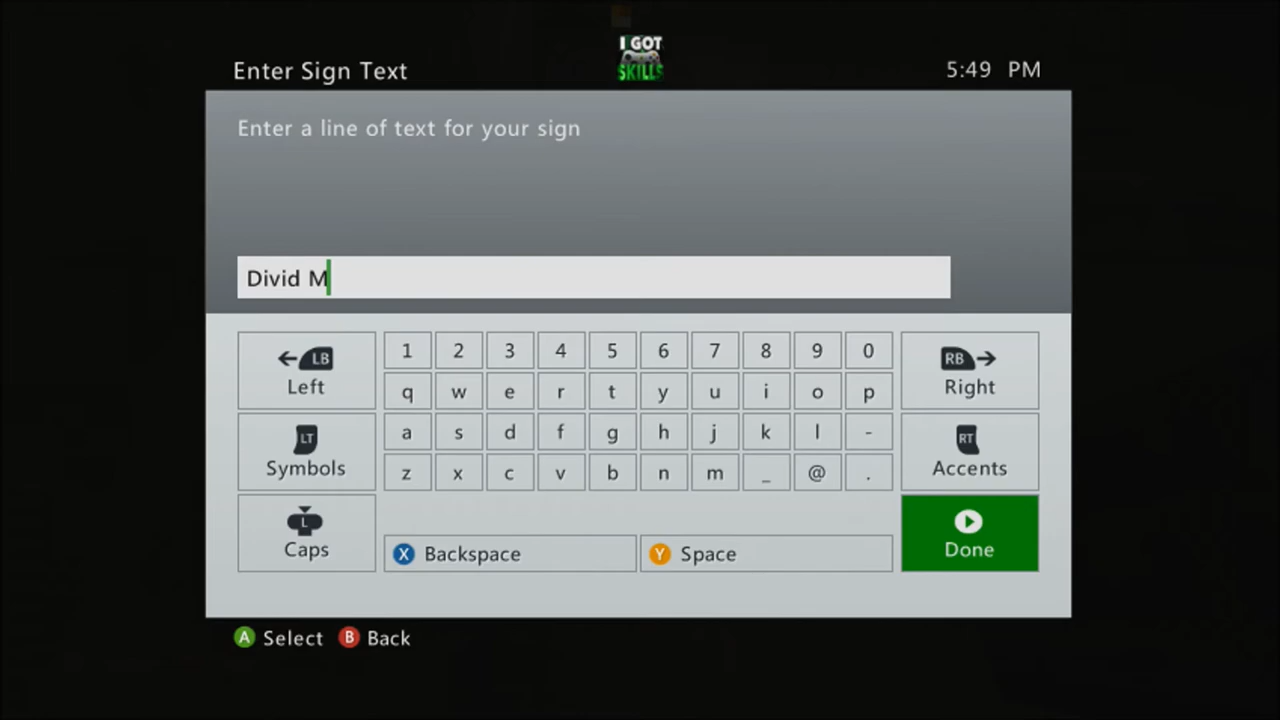 I GOT
SKILLS
Enter Sign Text
5:49 PM
Enter a line of text for your sign
Divid M
LB
Left
1 2 3 4 5 6 7 8 9 0
RB
Right
q w e r t y u i o p
LT
Symbols
a s d f g h j k l -
RT
Accents
z x c v b n m _ @ .
L
Caps
X Backspace
Y Space
Done
A Select B Back